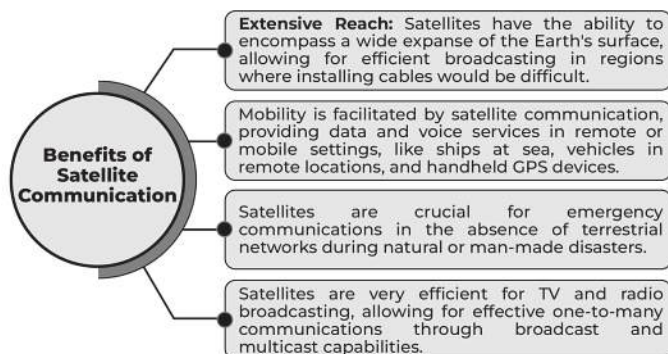 Benefits of
Satellite
Communication
Extensive Reach: Satellites have the ability to
encompass a wide expanse of the Earth's surface,
allowing for efficient broadcasting in regions
where installing cables would be difficult.
Mobility is facilitated by satellite communication,
providing data and voice services in remote or
mobile settings, like ships at sea, vehicles in
remote locations, and handheld GPS devices.
Satellites are crucial for emergency
communications in the absence of terrestrial
networks during natural or man-made disasters.
Satellites are very efficient for TV and radio
broadcasting, allowing for effective one-to-many
communications through broadcast and
multicast capabilities.